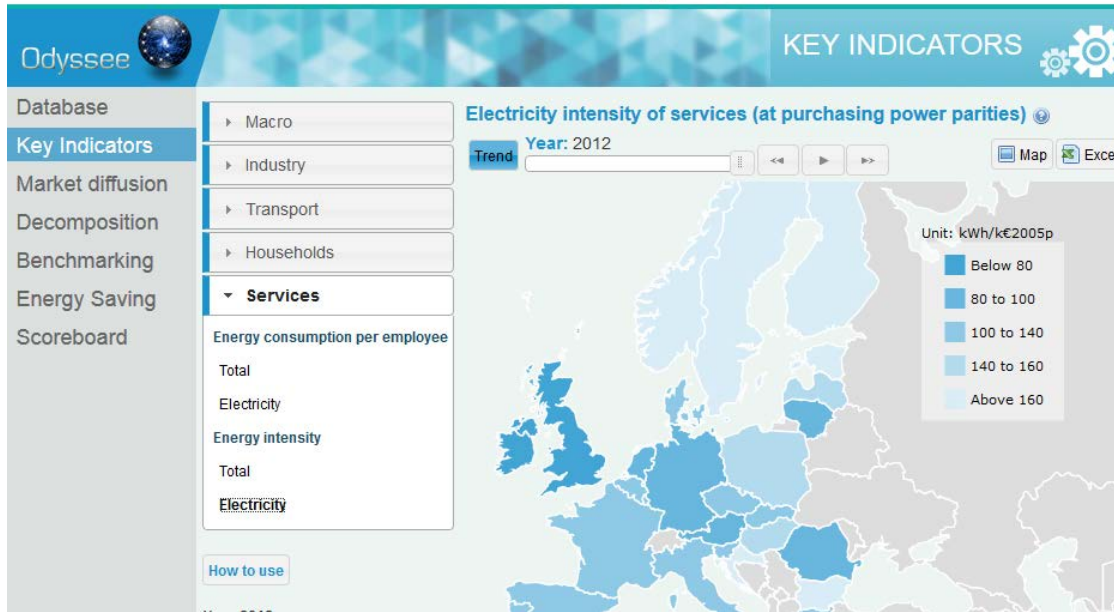 Odyssee
KEY INDICATORS
Database
Key Indicators
Market diffusion
Decomposition
Benchmarking
Energy Saving
Scoreboard
Macro
Industry
Transport
Households
Services
Energy consumption per employee
Total
Electricity
Energy intensity
Total
Electricity
How to use
Electricity intensity of services (at purchasing power parities)
Trend
Year: 2012
Map
Exce
Unit: kWh/k€2005p
Below 80
80 to 100
100 to 140
140 to 160
Above 160